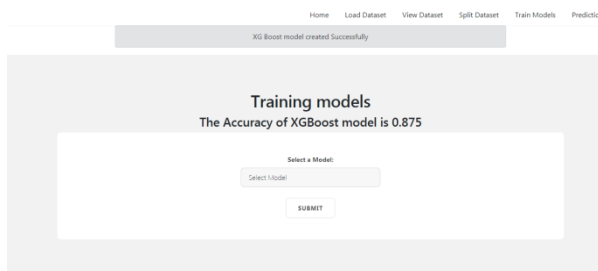 Home Load Dataset View Dataset Split Dataset Train Models Predictio
XG Boost model created Successfully
Training models
The Accuracy of XGBoost model is 0.875
Select a Model:
Select Model
SUBMIT